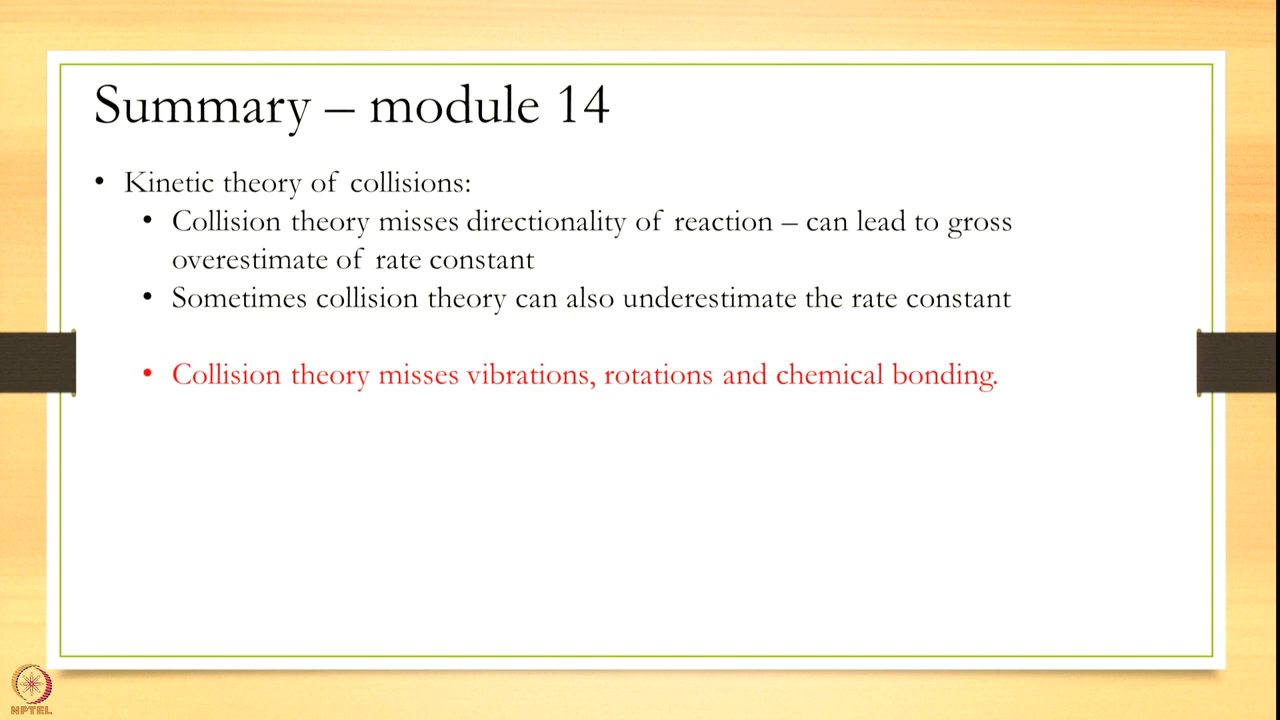 Summary – module 14
• Kinetic theory of collisions:
• Collision theory misses directionality of reaction – can lead to gross
overestimate of rate constant
• Sometimes collision theory can also underestimate the rate constant
• Collision theory misses vibrations, rotations and chemical bonding.
NPTEL